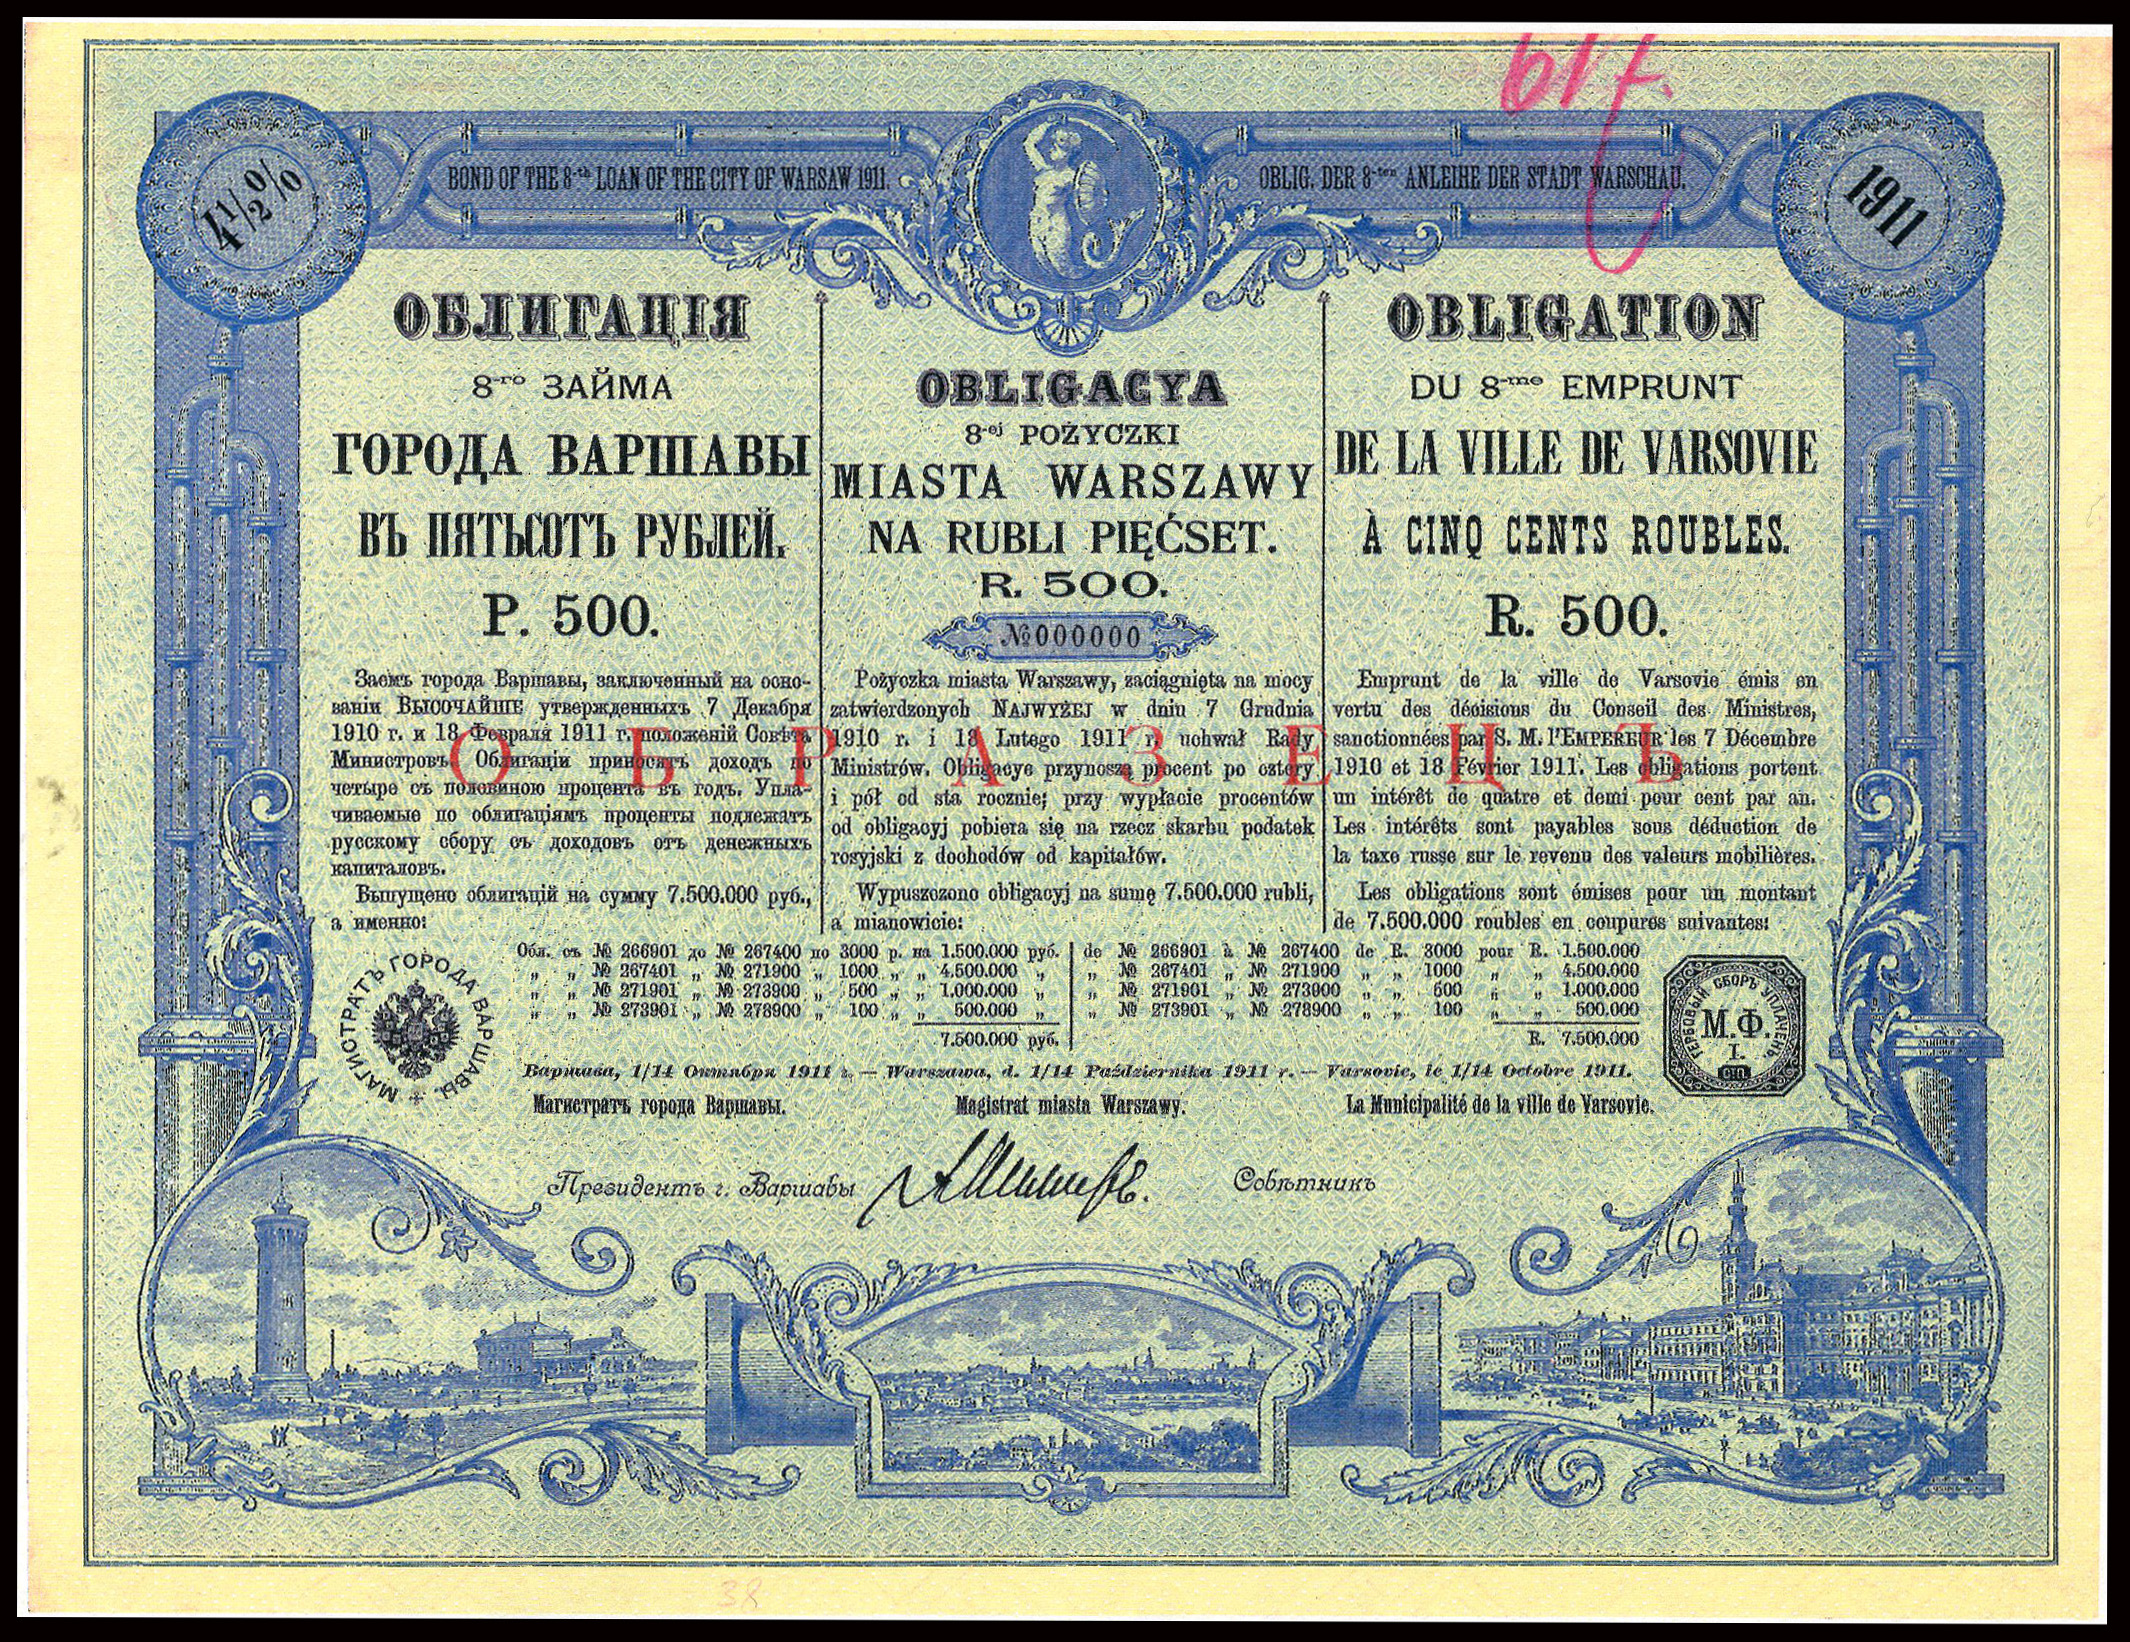 61
4½%
BOND OF THE 8-th LOAN OF THE CITY OF WARSAW 1911.
OBLIG. DER 8-ten ANLEIHE DER STADT WARSCHAU.
1911
ОБЛИГАЦІЯ
8-го ЗАЙМА
ГОРОДА ВАРШАВЫ
ВЪ ПЯТЬСОТЪ РУБЛЕЙ.
Р. 500.
Заемъ города Варшавы, заключенный на осно-
ваніи ВЫСОЧАЙШЕ утвержденныхъ 7 Декабря
1910 г. и 18 Февраля 1911 г. положеній Совѣта
Министровъ. Облигаціи приносятъ доходъ по
четыре съ половиною процента въ годъ. Упла-
чиваемые по облигаціямъ проценты подлежатъ
русскому сбору съ доходовъ отъ денежныхъ
капиталовъ.
Выпущено облигацій на сумму 7.500.000 руб.,
а именно:
OBLIGACYA
8-ej POŻYCZKI
MIASTA WARSZAWY
NA RUBLI PIĘĆSET.
R. 500.
№ 000000
Pożyczka miasta Warszawy, zaciągnięta na mocy
zatwierdzonych NAJWYŻEJ w dniu 7 Grudnia
1910 r. i 18 Lutego 1911 r. uchwał Rady
Ministrów. Obligacye przynoszą procent po cztery
i pół od sta rocznie; przy wypłacie procentów
od obligacyj pobiera się na rzecz skarbu podatek
rosyjski z dochodów od kapitałów.
Wypuszczono obligacyj na sumę 7.500.000 rubli,
a mianowicie:
OBLIGATION
DU 8-me EMPRUNT
DE LA VILLE DE VARSOVIE
À CINQ CENTS ROUBLES.
R. 500.
Emprunt de la ville de Varsovie émis en
vertu des décisions du Conseil des Ministres,
sanctionnées par S. M. l'EMPEREUR les 7 Décembre
1910 et 18 Février 1911. Les obligations portent
un intérêt de quatre et demi pour cent par an.
Les intérêts sont payables sous déduction de
la taxe russe sur le revenu des valeurs mobilières.
Les obligations sont émises pour un montant
de 7.500.000 roubles en coupures suivantes:
ОБРАЗЕЦЪ
Обл. съ № 266901 до № 267400 по 3000 р. на 1.500.000 руб.
„ „ № 267401 „ № 271900 „ 1000 „ „ 4.500.000 „
„ „ № 271901 „ № 273900 „ 500 „ „ 1.000.000 „
„ „ № 273901 „ № 278900 „ 100 „ „ 500.000 „
7.500.000 руб.
de № 266901 à № 267400 de R. 3000 pour R. 1.500.000
„ № 267401 „ № 271900 „ „ 1000 „ „ 4.500.000
„ № 271901 „ № 273900 „ „ 500 „ „ 1.000.000
„ № 273901 „ № 278900 „ „ 100 „ „ 500.000
R. 7.500.000
МАГИСТРАТЪ ГОРОДА ВАРШАВЫ
ГЕРБОВЫЙ СБОРЪ УПЛАЧЕНЪ
М.Ф.
I.
СП.
Варшава, 1/14 Октября 1911 г. — Warszawa, d. 1/14 Października 1911 r. — Varsovie, le 1/14 Octobre 1911.
Магистратъ города Варшавы. Magistrat miasta Warszawy. La Municipalité de la ville de Varsovie.
Президентъ г. Варшавы
Совѣтникъ
38